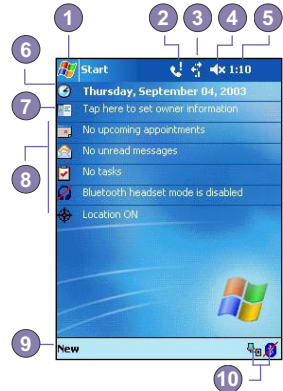 1 2 3 4 5
6
Start 1:10
Thursday, September 04, 2003
7
Tap here to set owner information
No upcoming appointments
No unread messages
8
No tasks
Bluetooth headset mode is disabled
Location ON
9
New
10